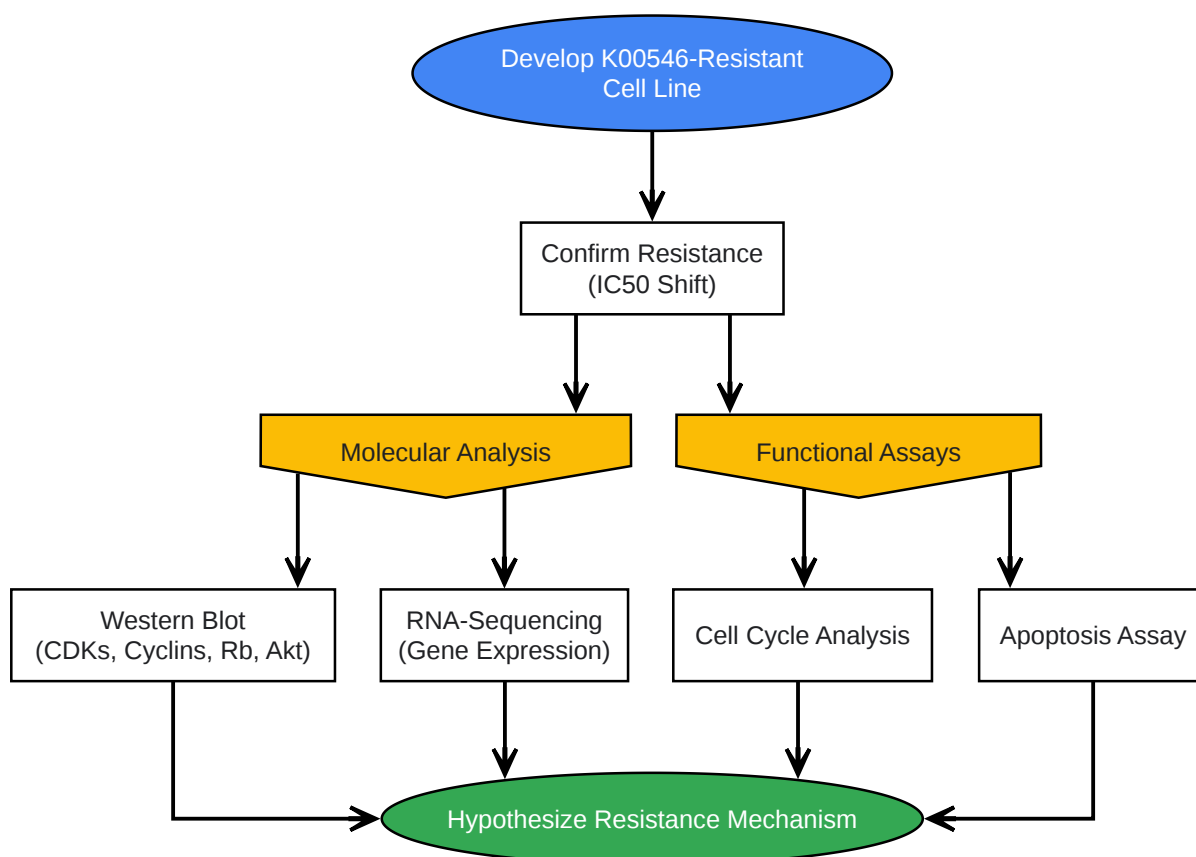 Develop K00546-Resistant
Cell Line
Confirm Resistance
(IC50 Shift)
Molecular Analysis
Functional Assays
Western Blot
(CDKs, Cyclins, Rb, Akt)
RNA-Sequencing
(Gene Expression)
Cell Cycle Analysis
Apoptosis Assay
Hypothesize Resistance Mechanism